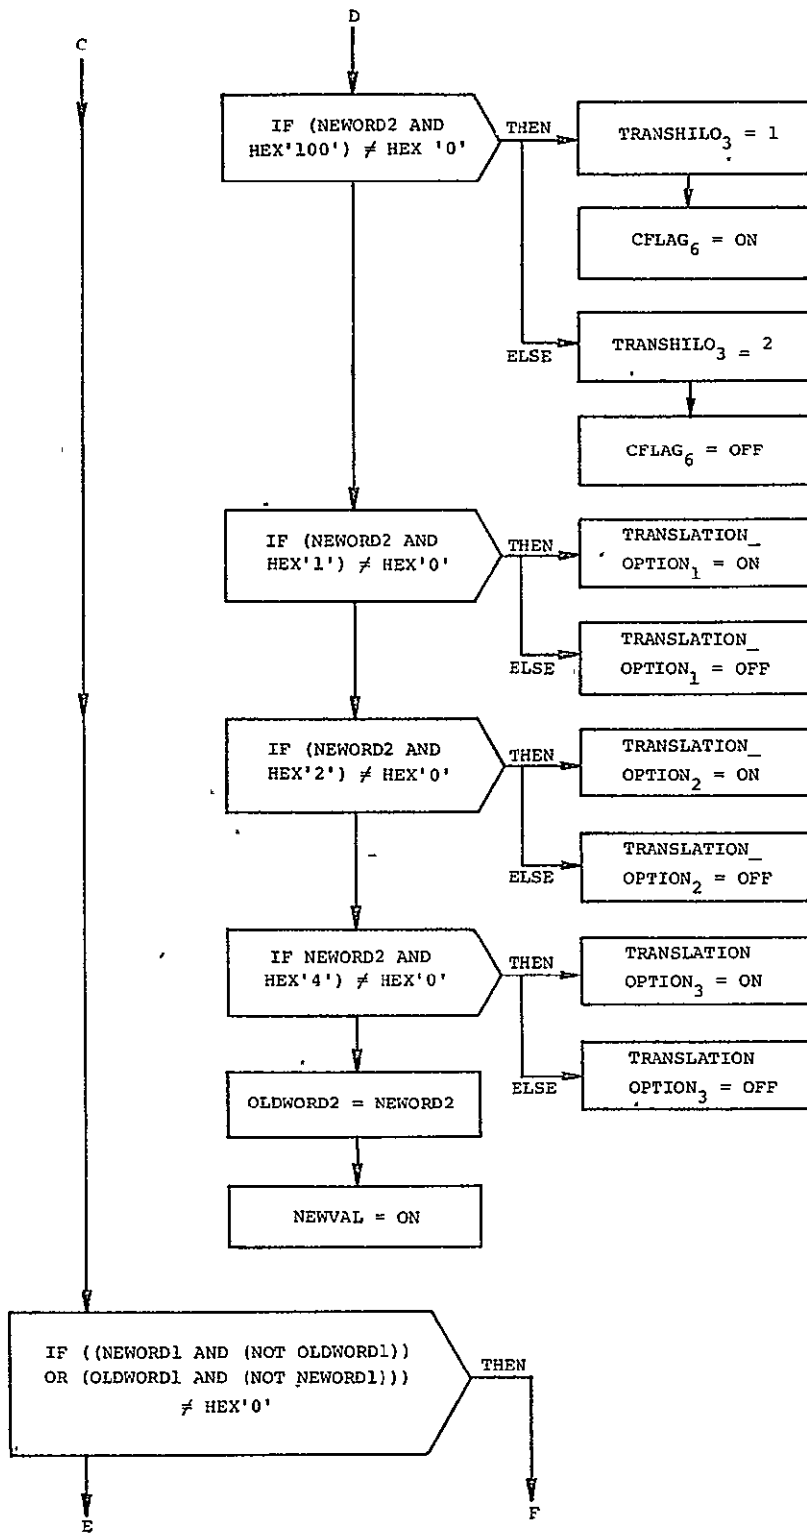 C
D
IF (NEWORD2 AND
HEX'100') ≠ HEX '0'
THEN
TRANSHILO3 = 1
CFLAG6 = ON
ELSE
TRANSHILO3 = 2
CFLAG6 = OFF
IF (NEWORD2 AND
HEX'1') ≠ HEX'0'
THEN
TRANSLATION_
OPTION1 = ON
ELSE
TRANSLATION_
OPTION1 = OFF
IF (NEWORD2 AND
HEX'2') ≠ HEX'0'
THEN
TRANSLATION_
OPTION2 = ON
ELSE
TRANSLATION_
OPTION2 = OFF
IF NEWORD2 AND
HEX'4') ≠ HEX'0'
THEN
TRANSLATION
OPTION3 = ON
ELSE
TRANSLATION
OPTION3 = OFF
OLDWORD2 = NEWORD2
NEWVAL = ON
IF ((NEWORD1 AND (NOT OLDWORD1))
OR (OLDWORD1 AND (NOT NEWORD1)))
≠ HEX'0'
THEN
E
F